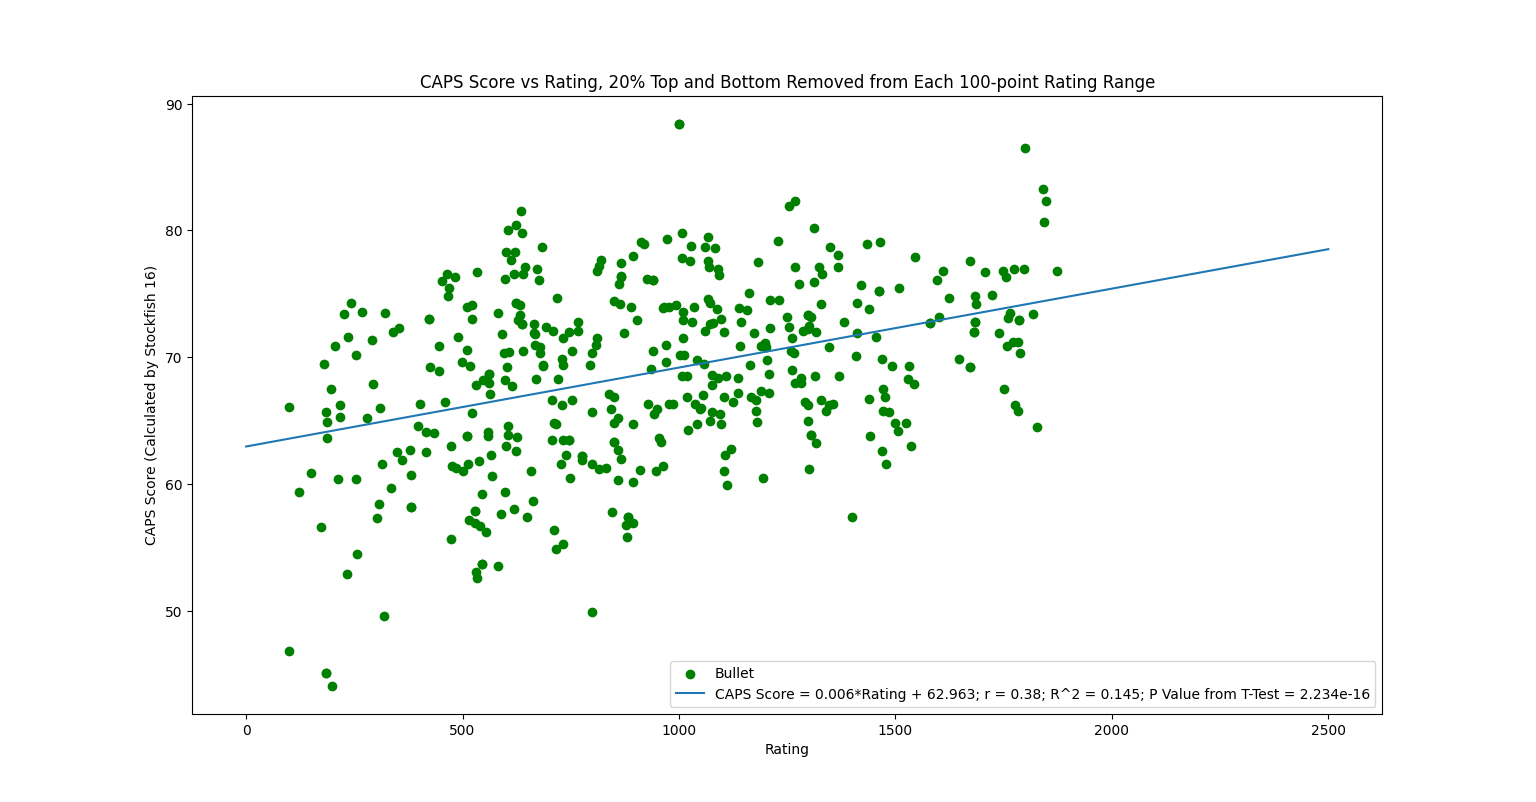 CAPS Score vs Rating, 20% Top and Bottom Removed from Each 100-point Rating Range
90
80
70
60
50
CAPS Score (Calculated by Stockfish 16)
Bullet
CAPS Score = 0.006*Rating + 62.963; r = 0.38; R^2 = 0.145; P Value from T-Test = 2.234e-16
0 500 1000 1500 2000 2500
Rating